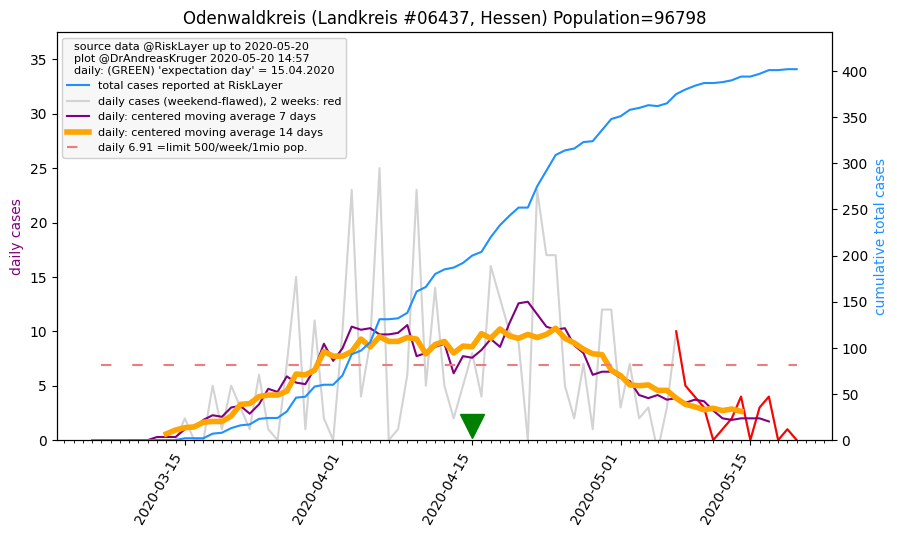 Odenwaldkreis (Landkreis #06437, Hessen) Population=96798
source data @RiskLayer up to 2020-05-20
plot @DrAndreasKruger 2020-05-20 14:57
daily: (GREEN) 'expectation day' = 15.04.2020
total cases reported at RiskLayer
daily cases (weekend-flawed), 2 weeks: red
daily: centered moving average 7 days
daily: centered moving average 14 days
daily 6.91 =limit 500/week/1mio pop.
daily cases
35
30
25
20
15
10
5
0
cumulative total cases
400
350
300
250
200
150
100
50
0
2020-03-15
2020-04-01
2020-04-15
2020-05-01
2020-05-15